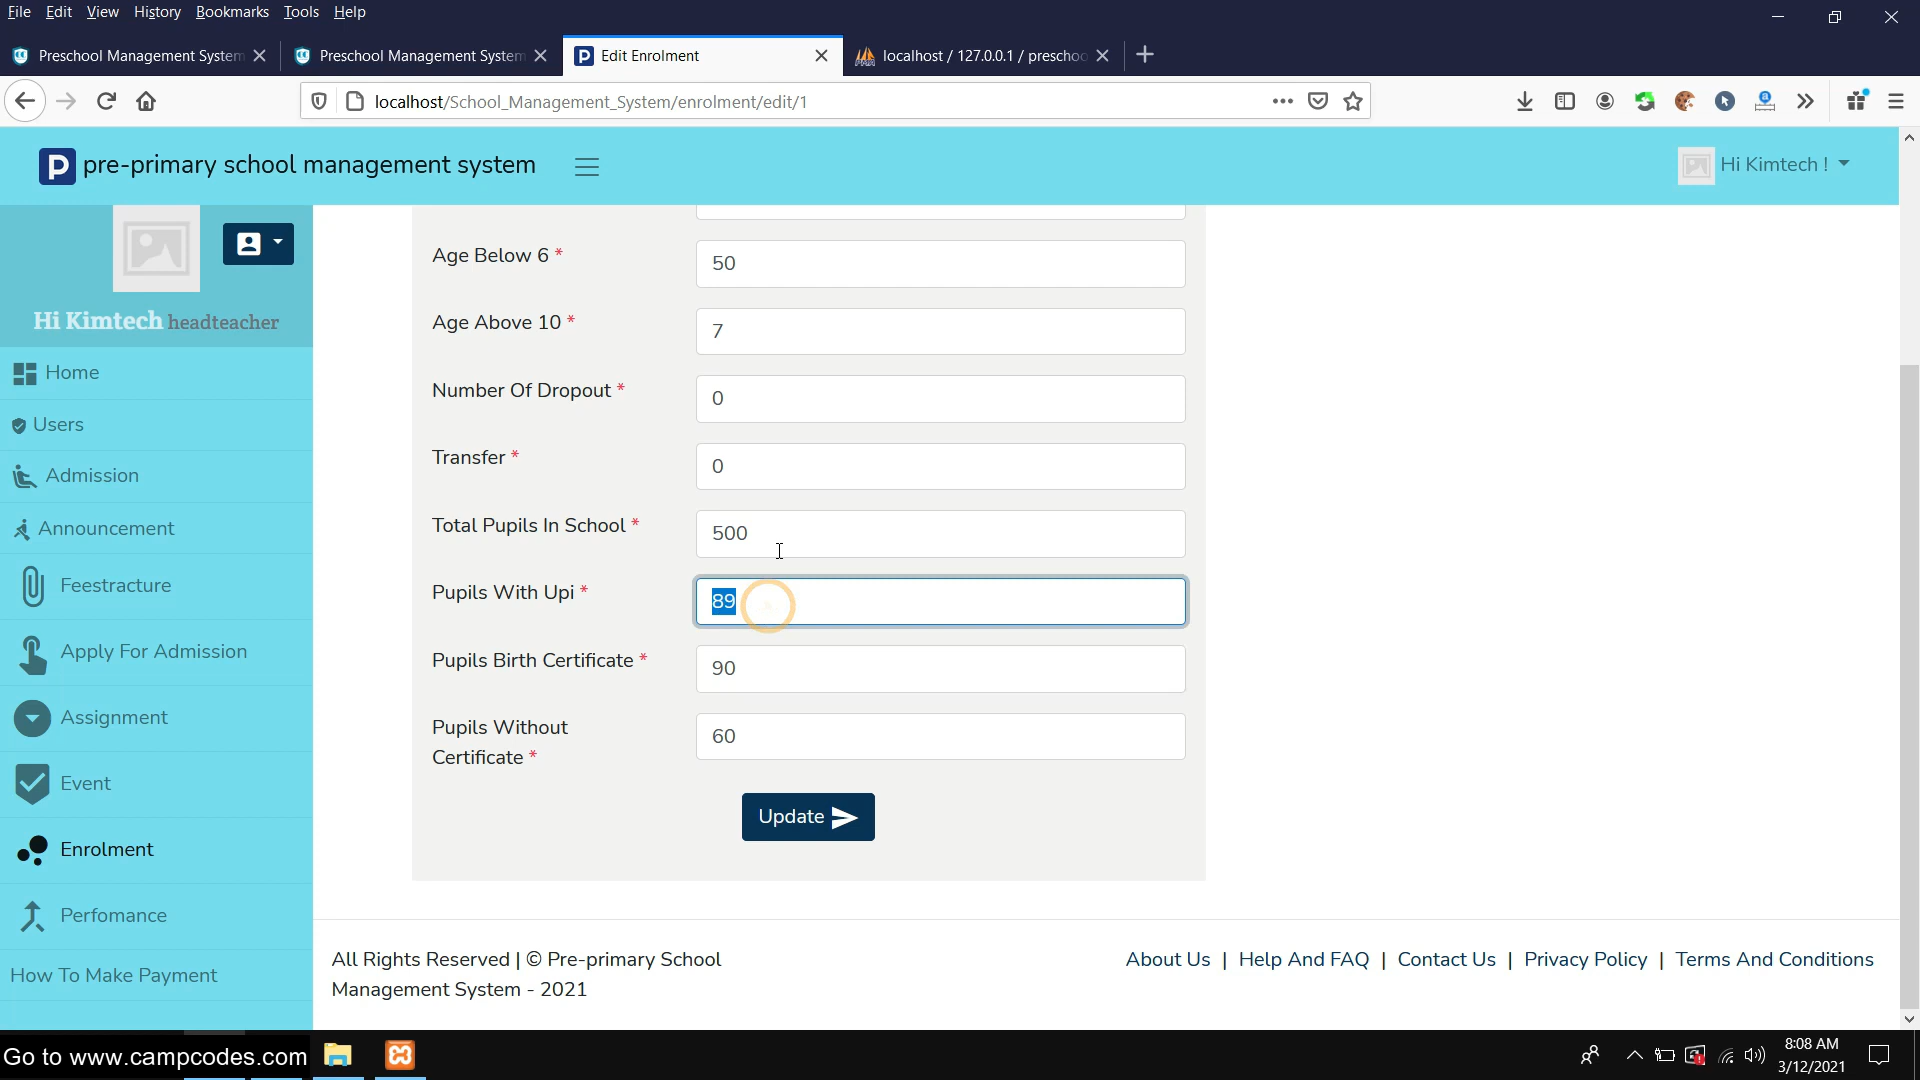 File Edit View History Bookmarks Tools Help
Preschool Management System
Preschool Management System
Edit Enrolment
localhost / 127.0.0.1 / preschoo
localhost/School_Management_System/enrolment/edit/1
P pre-primary school management system
Hi Kimtech !
Hi Kimtech headteacher
Home
Users
Admission
Announcement
Feestracture
Apply For Admission
Assignment
Event
Enrolment
Perfomance
How To Make Payment
Age Below 6 *
50
Age Above 10 *
7
Number Of Dropout *
0
Transfer *
0
Total Pupils In School *
500
Pupils With Upi *
89
Pupils Birth Certificate *
90
Pupils Without
Certificate *
60
Update
All Rights Reserved | © Pre-primary School
Management System - 2021
About Us | Help And FAQ | Contact Us | Privacy Policy | Terms And Conditions
Go to www.campcodes.com
8:08 AM
3/12/2021